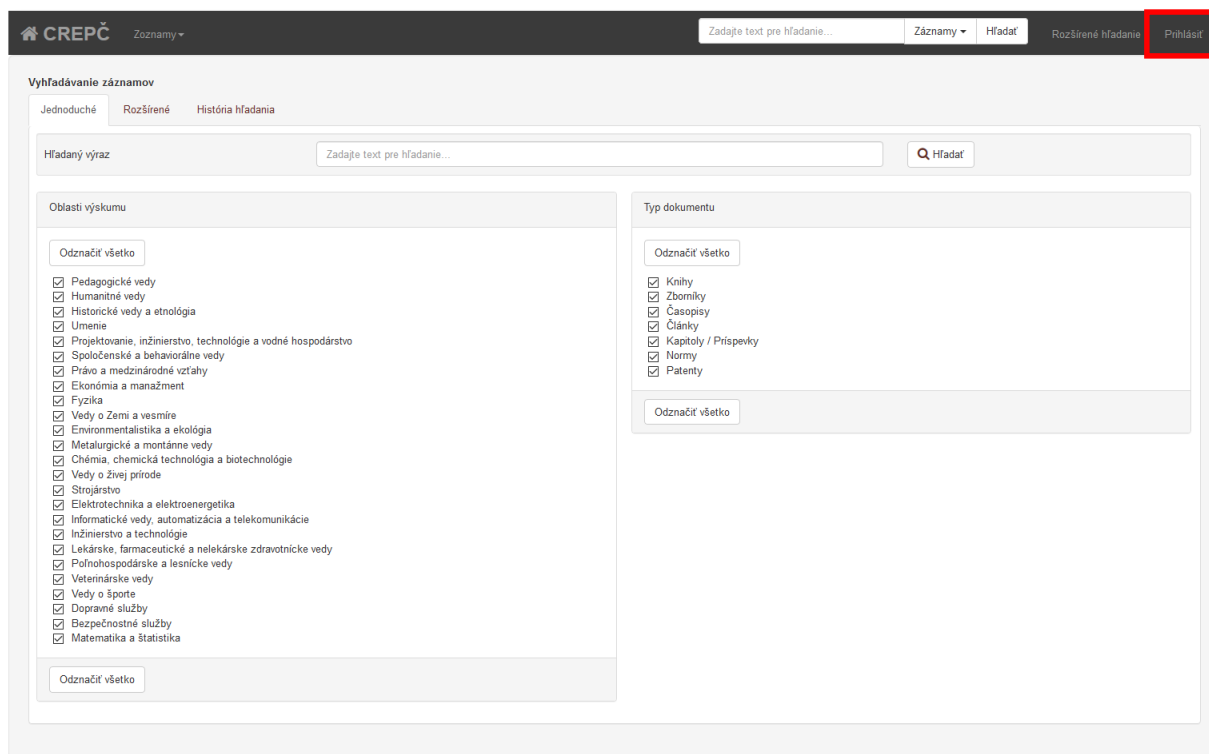 CREPČ Zoznamy Zadajte text pre hľadanie... Záznamy Hľadať Rozšírené hľadanie Prihlásiť
Vyhľadávanie záznamov
Jednoduché Rozšírené História hľadania
Hľadaný výraz Zadajte text pre hľadanie... Hľadať
Oblasti výskumu
Odznačiť všetko
Pedagogické vedy
Humanitné vedy
Historické vedy a etnológia
Umenie
Projektovanie, inžinierstvo, technológie a vodné hospodárstvo
Spoločenské a behaviorálne vedy
Právo a medzinárodné vzťahy
Ekonómia a manažment
Fyzika
Vedy o Zemi a vesmíre
Environmentalistika a ekológia
Metalurgické a montánne vedy
Chémia, chemická technológia a biotechnológie
Vedy o živej prírode
Strojárstvo
Elektrotechnika a elektroenergetika
Informatické vedy, automatizácia a telekomunikácie
Inžinierstvo a technológie
Lekárske, farmaceutické a nelekárske zdravotnícke vedy
Poľnohospodárske a lesnícke vedy
Veterinárske vedy
Vedy o športe
Dopravné služby
Bezpečnostné služby
Matematika a štatistika
Odznačiť všetko
Typ dokumentu
Odznačiť všetko
Knihy
Zborníky
Časopisy
Články
Kapitoly / Príspevky
Normy
Patenty
Odznačiť všetko